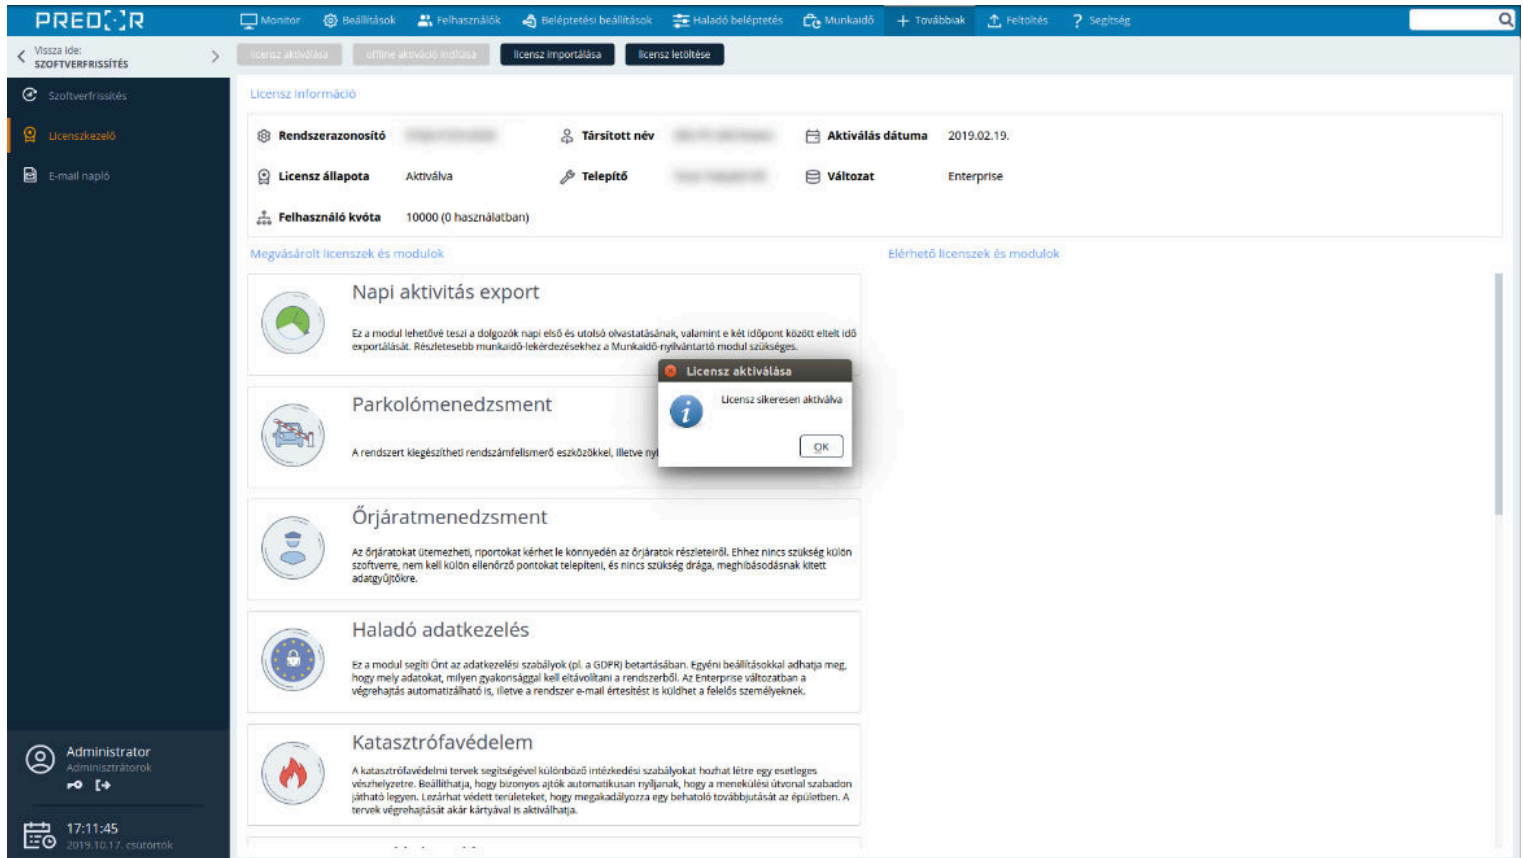 PRED[·]R
Monitor
Beállítások
Felhasználók
Beléptetési beállítások
Haladó beléptetés
Munkaidő
Továbbiak
Feltöltés
Segítség
Vissza ide:
SZOFTVERFRISSÍTÉS
licensz aktiválása
offline aktiváció indítása
licensz importálása
licensz letöltése
Szoftverfrissítés
Licenszkezelő
E-mail napló
Licensz információ
Rendszerazonosító
Társított név
Aktiválás dátuma 2019.02.19.
Licensz állapota Aktiválva
Telepítő
Változat Enterprise
Felhasználó kvóta 10000 (0 használatban)
Megvásárolt licenszek és modulok
Elérhető licenszek és modulok
Napi aktivitás export
Ez a modul lehetővé teszi a dolgozók napi első és utolsó olvastatásának, valamint e két időpont között eltelt idő
exportálását. Részletesebb munkaidő-lekérdezésekhez a Munkaidő-nyilvántartó modul szükséges.
Licensz aktiválása
Licensz sikeresen aktiválva
OK
Parkolómenedzsment
A rendszert kiegészítheti rendszámfelismerő eszközökkel, illetve
Őrjáratmenedzsment
Az őrjáratokat ütemezheti, riportokat kérhet le könnyedén az őrjáratok részleteiről. Ehhez nincs szükség külön
szoftverre, nem kell külön ellenőrző pontokat telepíteni, és nincs szükség drága, meghibásodásnak kitett
adatgyűjtőkre.
Haladó adatkezelés
Ez a modul segíti Önt az adatkezelési szabályok (pl. a GDPR) betartásában. Egyéni beállításokkal adhatja meg,
hogy mely adatokat, milyen gyakorisággal kell eltávolítani a rendszerből. Az Enterprise változatban a
végrehajtás automatizálható is, illetve a rendszer e-mail értesítést is küldhet a felelős személyeknek.
Katasztrófavédelem
A katasztrófavédelmi tervek segítségével különböző intézkedési szabályokat hozhat létre egy esetleges
vészhelyzetre. Beállíthatja, hogy bizonyos ajtók automatikusan nyíljanak, hogy a menekülési útvonal szabadon
járható legyen. Lezárhat védett területeket, hogy megakadályozza egy behatoló továbbjutását az épületben. A
tervek végrehajtását akár kártyával is aktiválhatja.
Administrator
Adminisztrátorok
17:11:45
2019.10.17. csütörtök